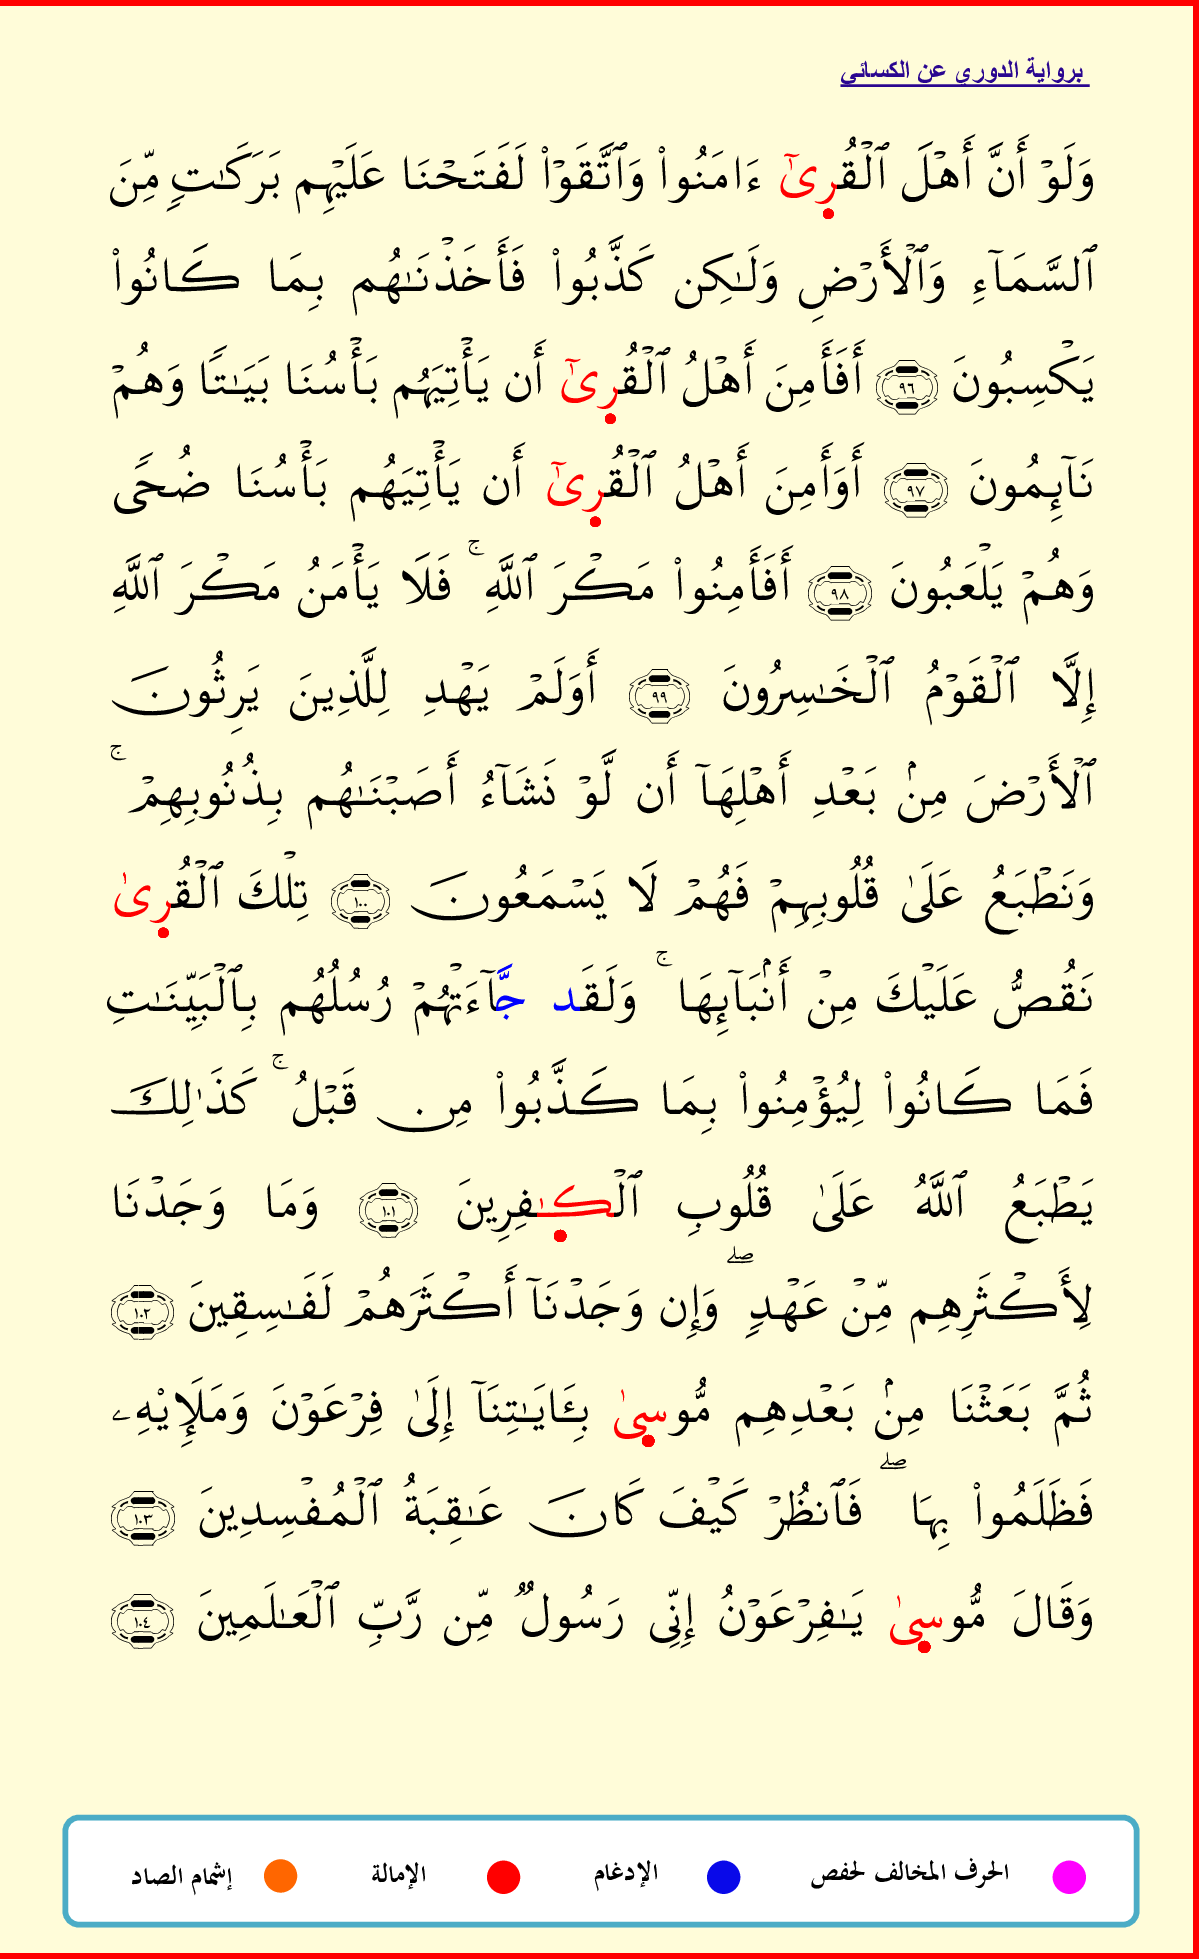 برواية الدوري عن الكسائي
وَلَوۡ أَنَّ أَهۡلَ ٱلۡقُرِىٰٓ ءَامَنُواْ وَٱتَّقَوۡاْ لَفَتَحۡنَا عَلَيۡهِم بَرَكَٰتٖ مِّنَ
ٱلسَّمَآءِ وَٱلۡأَرۡضِ وَلَٰكِن كَذَّبُواْ فَأَخَذۡنَٰهُم بِمَا كَانُواْ
يَكۡسِبُونَ ٩٦ أَفَأَمِنَ أَهۡلُ ٱلۡقُرِىٰٓ أَن يَأۡتِيَهُم بَأۡسُنَا بَيَٰتٗا وَهُمۡ
نَآئِمُونَ ٩٧ أَوَأَمِنَ أَهۡلُ ٱلۡقُرِىٰٓ أَن يَأۡتِيَهُم بَأۡسُنَا ضُحٗى
وَهُمۡ يَلۡعَبُونَ ٩٨ أَفَأَمِنُواْ مَكۡرَ ٱللَّهِۚ فَلَا يَأۡمَنُ مَكۡرَ ٱللَّهِ
إِلَّا ٱلۡقَوۡمُ ٱلۡخَٰسِرُونَ ٩٩ أَوَلَمۡ يَهۡدِ لِلَّذِينَ يَرِثُونَ
ٱلۡأَرۡضَ مِنۢ بَعۡدِ أَهۡلِهَآ أَن لَّوۡ نَشَآءُ أَصَبۡنَٰهُم بِذُنُوبِهِمۡۚ
وَنَطۡبَعُ عَلَىٰ قُلُوبِهِمۡ فَهُمۡ لَا يَسۡمَعُونَ ١٠٠ تِلۡكَ ٱلۡقُرِىٰ
نَقُصُّ عَلَيۡكَ مِنۡ أَنۢبَآئِهَاۚ وَلَقَد جَّآءَتۡهُمۡ رُسُلُهُم بِٱلۡبَيِّنَٰتِ
فَمَا كَانُواْ لِيُؤۡمِنُواْ بِمَا كَذَّبُواْ مِن قَبۡلُۚ كَذَٰلِكَ
يَطۡبَعُ ٱللَّهُ عَلَىٰ قُلُوبِ ٱلۡكَٰفِرِينَ ١٠١ وَمَا وَجَدۡنَا
لِأَكۡثَرِهِم مِّنۡ عَهۡدٖۖ وَإِن وَجَدۡنَآ أَكۡثَرَهُمۡ لَفَٰسِقِينَ ١٠٢
ثُمَّ بَعَثۡنَا مِنۢ بَعۡدِهِم مُّوسِىٰ بِـَٔايَٰتِنَآ إِلَىٰ فِرۡعَوۡنَ وَمَلَإِيْهِۦ
فَظَلَمُواْ بِهَاۖ فَٱنظُرۡ كَيۡفَ كَانَ عَٰقِبَةُ ٱلۡمُفۡسِدِينَ ١٠٣
وَقَالَ مُّوسِىٰ يَٰفِرۡعَوۡنُ إِنِّي رَسُولٞ مِّن رَّبِّ ٱلۡعَٰلَمِينَ ١٠٤
الحرف المخالف لحفص الإدغام الإمالة إشمام الصاد